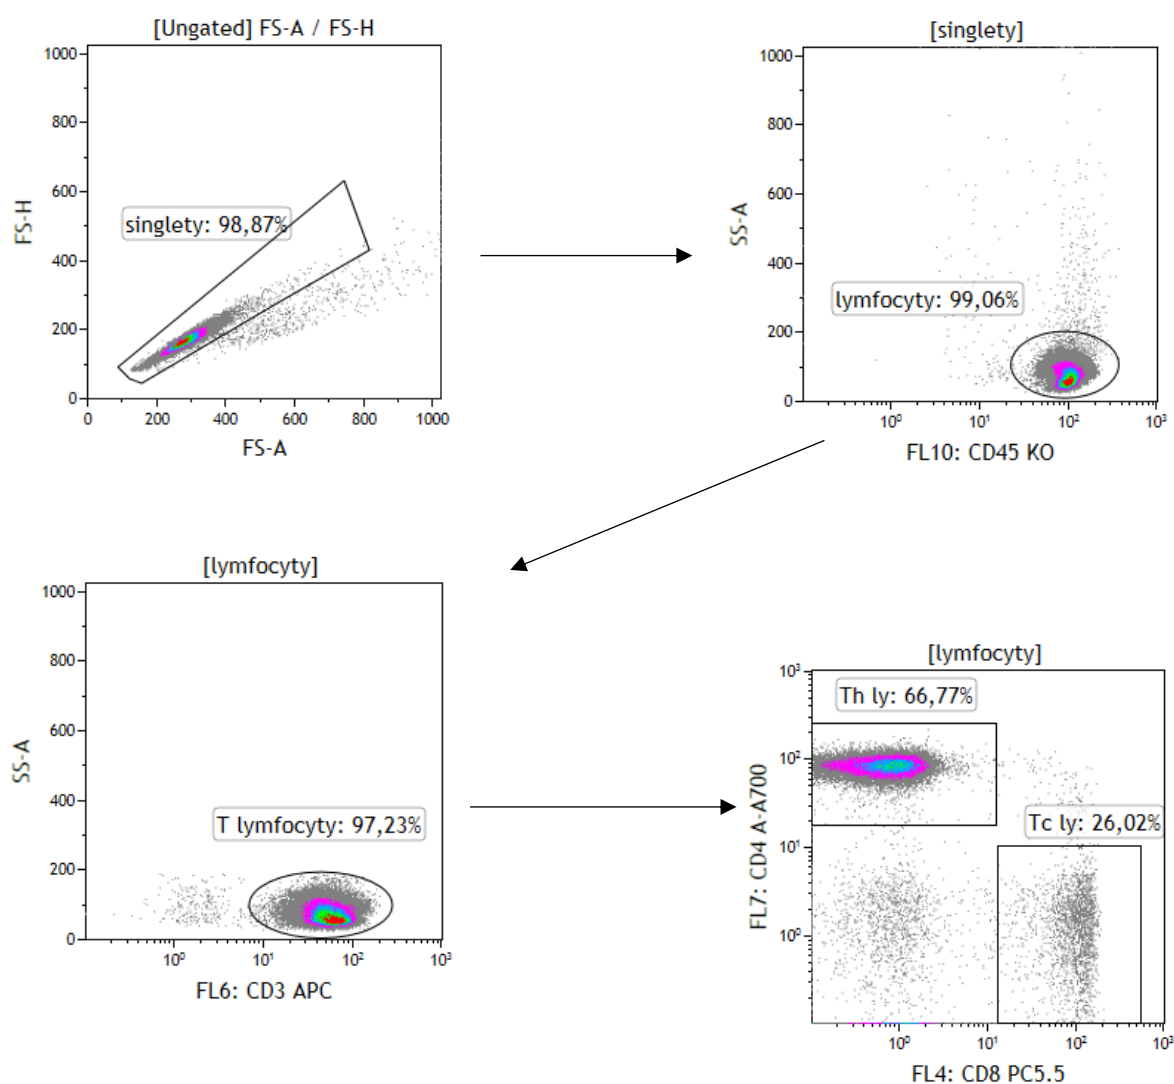 [Ungated] FS-A / FS-H
1000
800
600
400
200
0
FS-H
singlety: 98,87%
0 200 400 600 800 1000
FS-A
[singlety]
1000
800
600
400
200
0
SS-A
lymfocyty: 99,06%
10⁰ 10¹ 10² 10³
FL10: CD45 KO
[lymfocyty]
1000
800
600
400
200
0
SS-A
T lymfocyty: 97,23%
10⁰ 10¹ 10² 10³
FL6: CD3 APC
[lymfocyty]
10³
10²
10¹
10⁰
FL7: CD4 A-A700
Th ly: 66,77%
Tc ly: 26,02%
10⁰ 10¹ 10² 10³
FL4: CD8 PC5.5